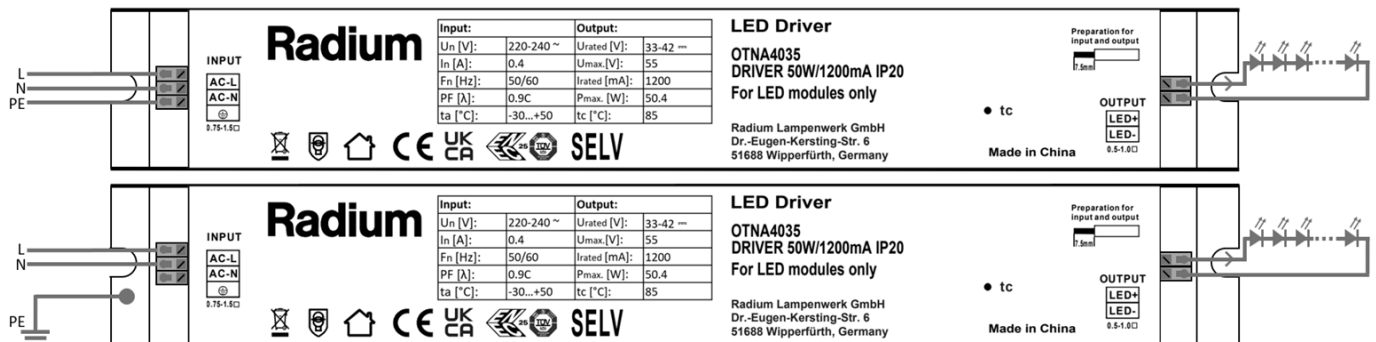 L
N
PE
INPUT
AC-L
AC-N
0.75-1.5□
Radium
Input: Output:
Un [V]: 220-240 ~ Urated [V]: 33-42 ⎓
In [A]: 0.4 Umax.[V]: 55
Fn [Hz]: 50/60 Irated [mA]: 1200
PF [λ]: 0.9C Pmax. [W]: 50.4
ta [°C]: -30...+50 tc [°C]: 85
CE UK CA ENEC 25 TÜV SELV
LED Driver
OTNA4035
DRIVER 50W/1200mA IP20
For LED modules only
Radium Lampenwerk GmbH
Dr.-Eugen-Kersting-Str. 6
51688 Wipperfürth, Germany
Preparation for
input and output
7.5mm
tc
Made in China
OUTPUT
LED+
LED-
0.5-1.0□
L
N
PE
INPUT
AC-L
AC-N
0.75-1.5□
Radium
Input: Output:
Un [V]: 220-240 ~ Urated [V]: 33-42 ⎓
In [A]: 0.4 Umax.[V]: 55
Fn [Hz]: 50/60 Irated [mA]: 1200
PF [λ]: 0.9C Pmax. [W]: 50.4
ta [°C]: -30...+50 tc [°C]: 85
CE UK CA ENEC 25 TÜV SELV
LED Driver
OTNA4035
DRIVER 50W/1200mA IP20
For LED modules only
Radium Lampenwerk GmbH
Dr.-Eugen-Kersting-Str. 6
51688 Wipperfürth, Germany
Preparation for
input and output
7.5mm
tc
Made in China
OUTPUT
LED+
LED-
0.5-1.0□